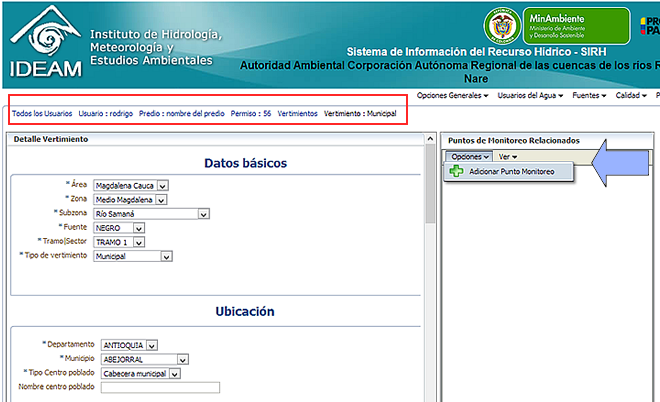 IDEAM
Instituto de Hidrología,
Meteorología y
Estudios Ambientales
MinAmbiente
Ministerio de Ambiente
y Desarrollo Sostenible
Sistema de Información del Recurso Hídrico - SIRH
Autoridad Ambiental Corporación Autónoma Regional de las cuencas de los rios
Nare
Opciones Generales Usuarios del Agua Fuentes Calidad
Todos los Usuarios Usuario : rodrigo Predio : nombre del predio Permiso : 56 Vertimientos Vertimiento : Municipal
Detalle Vertimiento
Datos básicos
* Área Magdalena Cauca
* Zona Medio Magdalena
* Subzona Río Samaná
* Fuente NEGRO
* Tramo|Sector TRAMO 1
* Tipo de vertimiento Municipal
Ubicación
* Departamento ANTIOQUIA
* Municipio ABEJORRAL
* Tipo Centro poblado Cabecera municipal
Nombre centro poblado
Puntos de Monitoreo Relacionados
Opciones Ver
Adicionar Punto Monitoreo